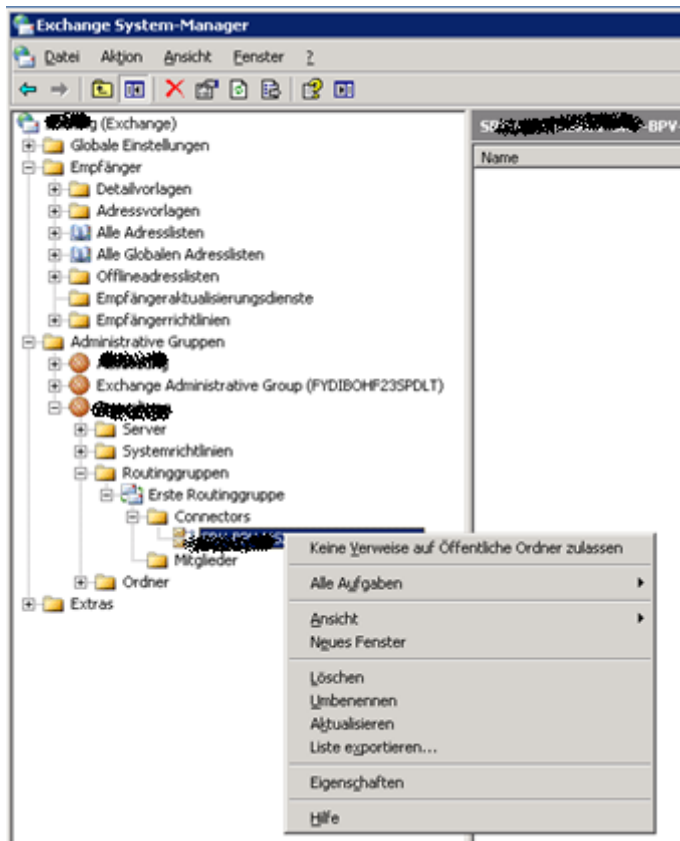 Exchange System-Manager
Datei Aktion Ansicht Fenster ?
g (Exchange)
-BPV-
Globale Einstellungen
Name
Empfänger
Detailvorlagen
Adressvorlagen
Alle Adresslisten
Alle Globalen Adresslisten
Offlineadresslisten
Empfängeraktualisierungsdienste
Empfängerrichtlinien
Administrative Gruppen
Exchange Administrative Group (FYDIBOHF23SPDLT)
Server
Systemrichtlinien
Routinggruppen
Erste Routinggruppe
Connectors
Mitglieder
Ordner
Extras
Keine Verweise auf Öffentliche Ordner zulassen
Alle Aufgaben
Ansicht
Neues Fenster
Löschen
Umbenennen
Aktualisieren
Liste exportieren...
Eigenschaften
Hilfe